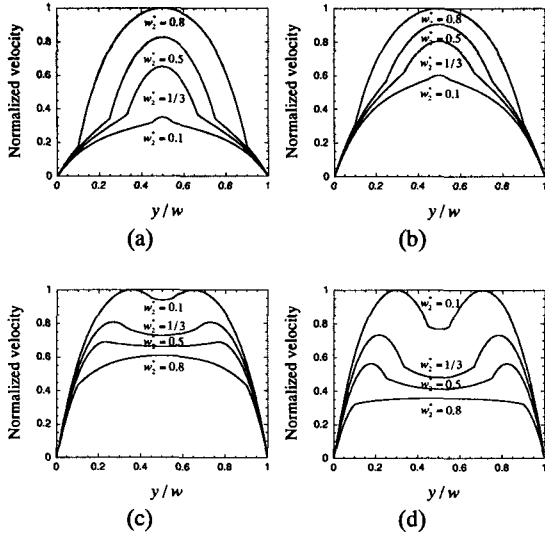 1
0.8
0.6
0.4
0.2
0
Normalized velocity
w₂* = 0.8
w₂* = 0.5
w₂* = 1/3
w₂* = 0.1
0 0.2 0.4 0.6 0.8 1
y / w
(a)
1
0.8
0.6
0.4
0.2
0
Normalized velocity
w₂* = 0.8
w₂* = 0.5
w₂* = 1/3
w₂* = 0.1
0 0.2 0.4 0.6 0.8 1
y / w
(b)
1
0.8
0.6
0.4
0.2
0
Normalized velocity
w₂* = 0.1
w₂* = 1/3
w₂* = 0.5
w₂* = 0.8
0 0.2 0.4 0.6 0.8 1
y / w
(c)
1
0.8
0.6
0.4
0.2
0
Normalized velocity
w₂* = 0.1
w₂* = 1/3
w₂* = 0.5
w₂* = 0.8
0 0.2 0.4 0.6 0.8 1
y / w
(d)